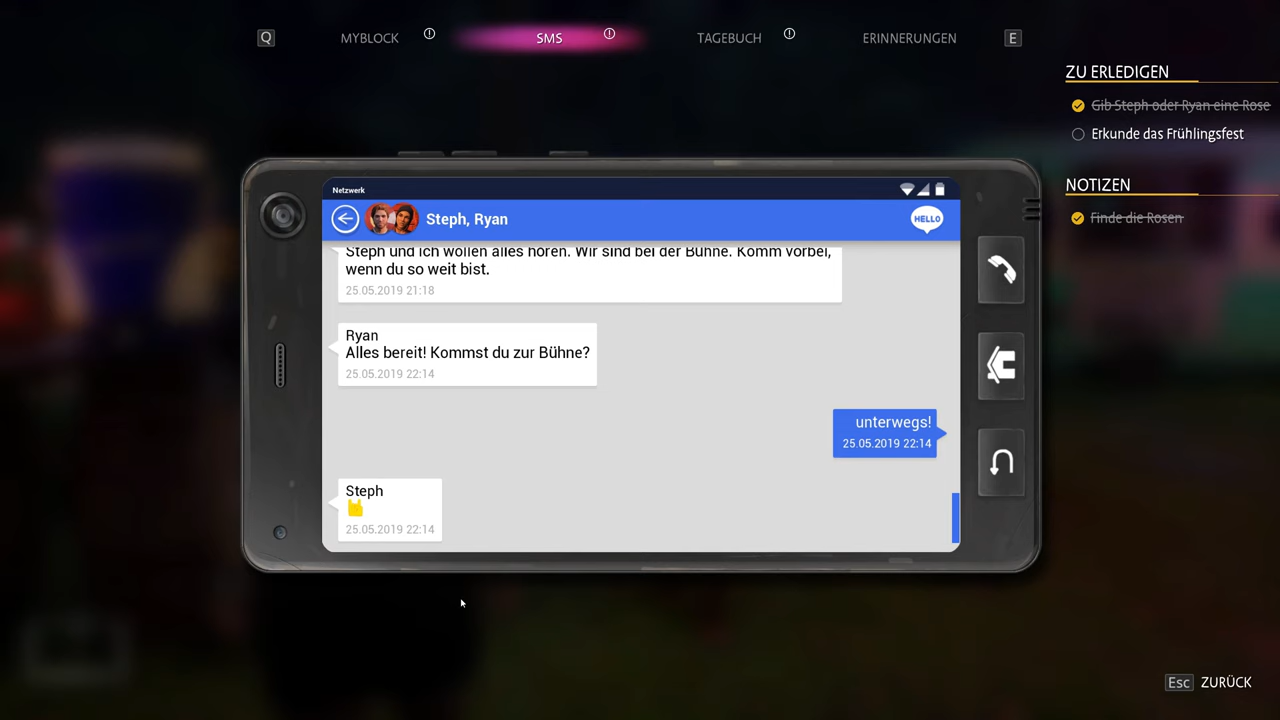 Q
MYBLOCK
SMS
TAGEBUCH
ERINNERUNGEN
E
ZU ERLEDIGEN
Gib Steph oder Ryan eine Rose
Erkunde das Frühlingsfest
NOTIZEN
Finde die Rosen
Netzwerk
Steph, Ryan
HELLO
Steph und ich wollen alles hören. Wir sind bei der Bühne. Komm vorbei,
wenn du so weit bist.
25.05.2019 21:18
Ryan
Alles bereit! Kommst du zur Bühne?
25.05.2019 22:14
unterwegs!
25.05.2019 22:14
Steph
25.05.2019 22:14
Esc ZURÜCK